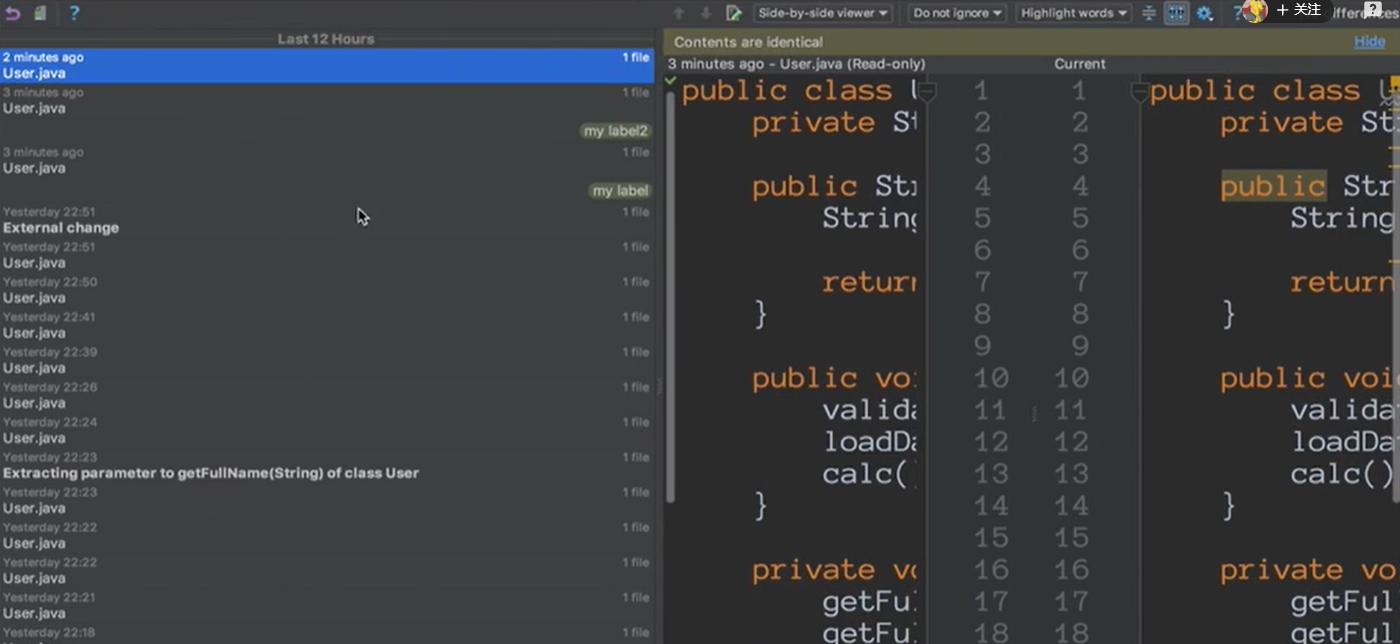 ?
Side-by-side viewer
Do not ignore
Highlight words
?
+ 关注
ifferences
?
Last 12 Hours
2 minutes ago 1 file
User.java
3 minutes ago 1 file
User.java
my label2
3 minutes ago 1 file
User.java
my label
Yesterday 22:51 1 file
External change
Yesterday 22:51 1 file
User.java
Yesterday 22:50 1 file
User.java
Yesterday 22:41 1 file
User.java
Yesterday 22:39 1 file
User.java
Yesterday 22:26 1 file
User.java
Yesterday 22:24 1 file
User.java
Yesterday 22:23 1 file
Extracting parameter to getFullName(String) of class User
Yesterday 22:23 1 file
User.java
Yesterday 22:22 1 file
User.java
Yesterday 22:22 1 file
User.java
Yesterday 22:21 1 file
User.java
Yesterday 22:18 1 file
Contents are identical Hide
3 minutes ago - User.java (Read-only) Current
public class 1 1 public class
private St 2 2 private St
3 3
public Str 4 4 public Str
String 5 5 String
6 6
return 7 7 return
} 8 8 }
9 9
public voi 10 10 public voi
valida 11 11 valida
loadDa 12 12 loadDa
calc( 13 13 calc()
} 14 14 }
15 15
private vo 16 16 private vo
getFul 17 17 getFul
getFul 18 18 getFul